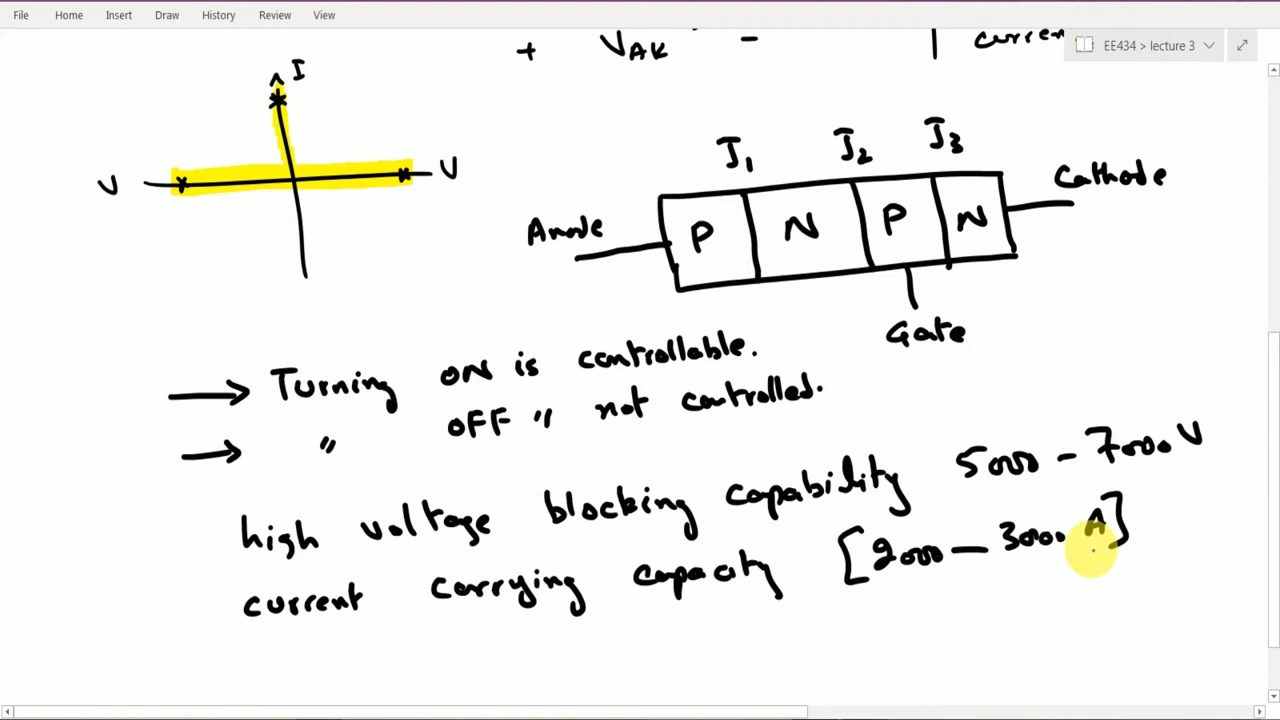 File Home Insert Draw History Review View
EE434 > lecture 3
+ VAK - curren
I
V V
J1 J2 J3
Anode P N P N Cathode
Gate
→ Turning ON is controllable.
→ " OFF " not controlled.
high voltage blocking capability 5000 - 7000 V
current carrying capacity [2000 - 3000 A]